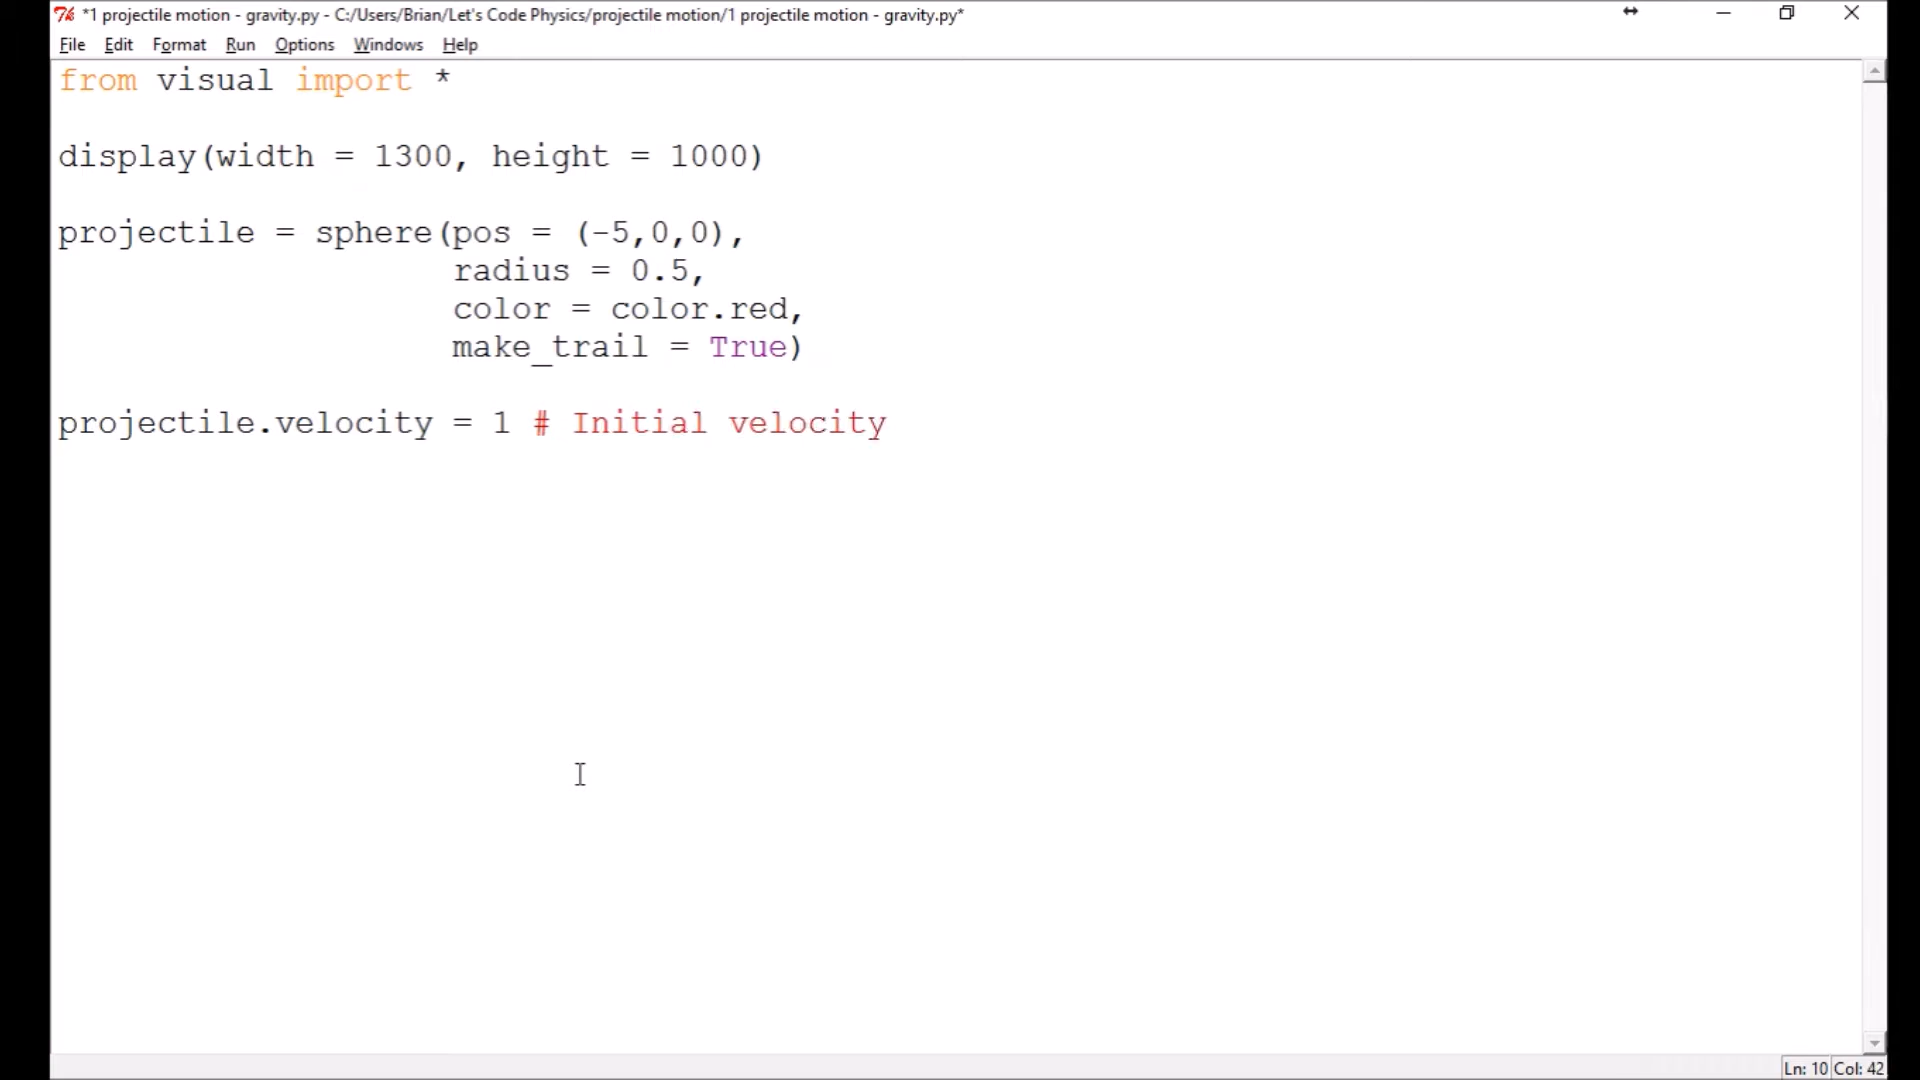 *1 projectile motion - gravity.py - C:/Users/Brian/Let's Code Physics/projectile motion/1 projectile motion - gravity.py*
File Edit Format Run Options Windows Help
from visual import *
display(width = 1300, height = 1000)
projectile = sphere(pos = (-5,0,0),
radius = 0.5,
color = color.red,
make_trail = True)
projectile.velocity = 1 # Initial velocity
Ln: 10 Col: 42